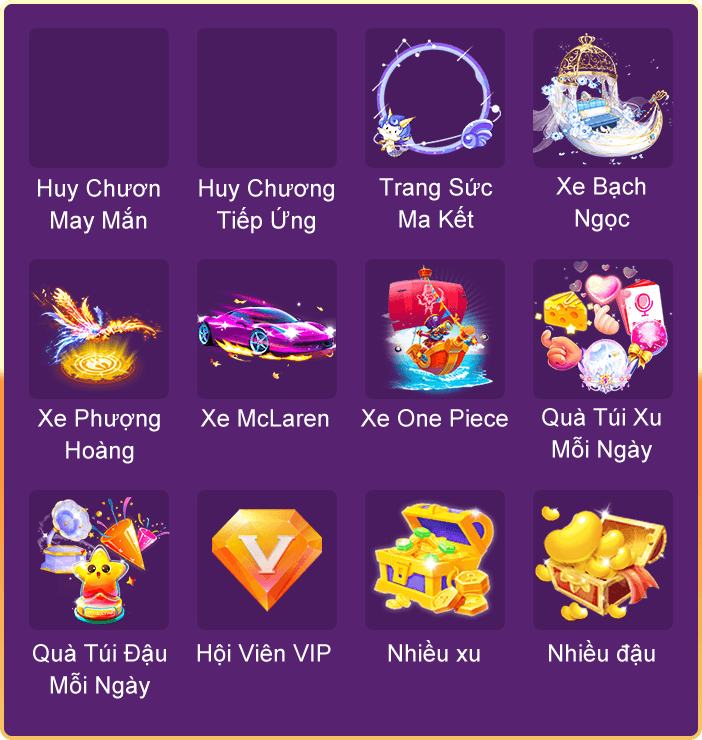 Huy Chươn
May Mắn
Huy Chương
Tiếp Ứng
Trang Sức
Ma Kết
Xe Bạch
Ngọc
Xe Phượng
Hoàng
Xe McLaren
Xe One Piece
Quà Túi Xu
Mỗi Ngày
Quà Túi Đậu
Mỗi Ngày
V
Hội Viên VIP
Nhiều xu
Nhiều đậu